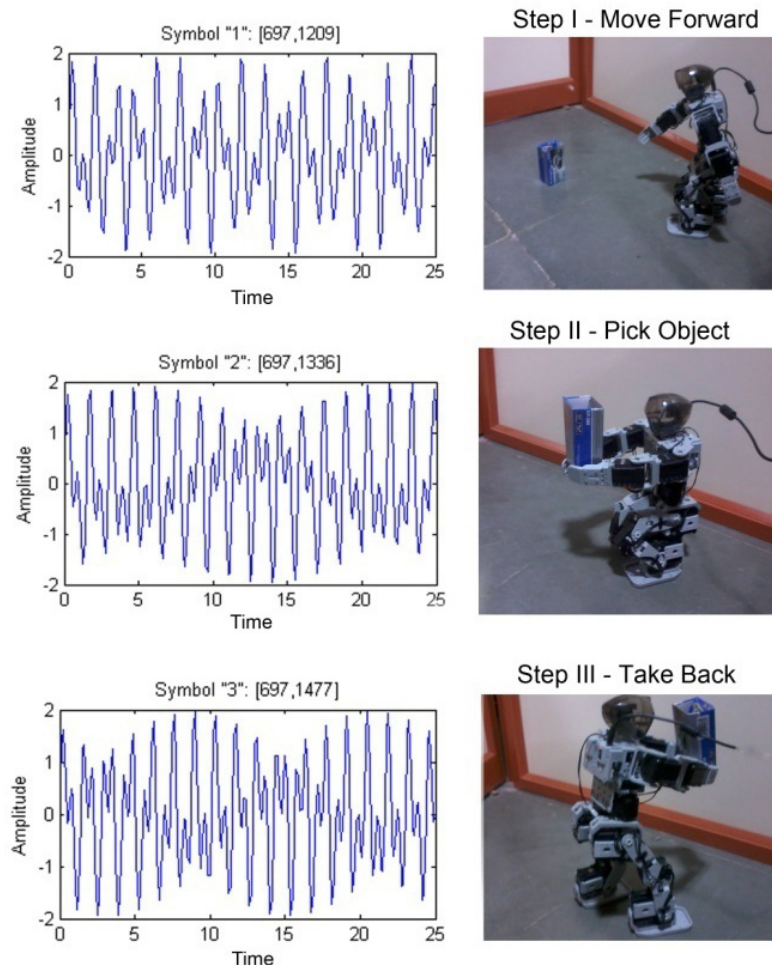 Symbol "1": [697,1209]
2
1
0
-1
-2
Amplitude
0 5 10 15 20 25
Time
Step I - Move Forward
Symbol "2": [697,1336]
2
1
0
-1
-2
Amplitude
0 5 10 15 20 25
Time
Step II - Pick Object
Symbol "3": [697,1477]
2
1
0
-1
-2
Amplitude
0 5 10 15 20 25
Time
Step III - Take Back